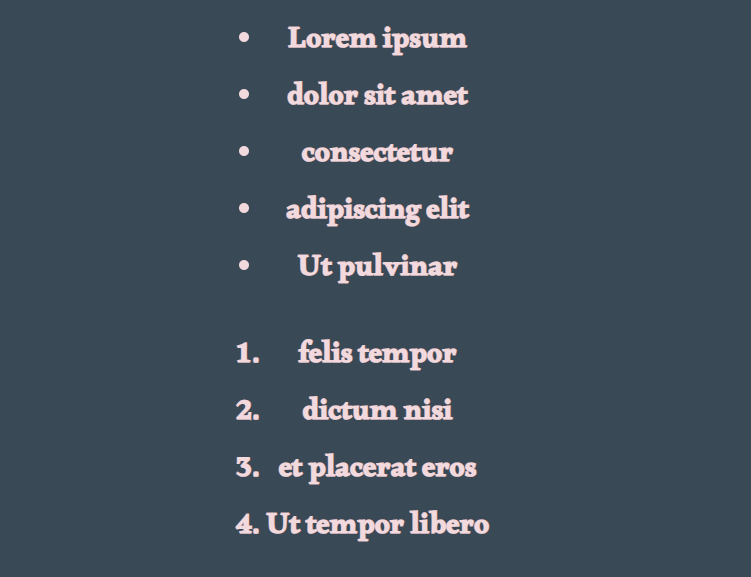 • Lorem ipsum
• dolor sit amet
• consectetur
• adipiscing elit
• Ut pulvinar
1. felis tempor
2. dictum nisi
3. et placerat eros
4. Ut tempor libero